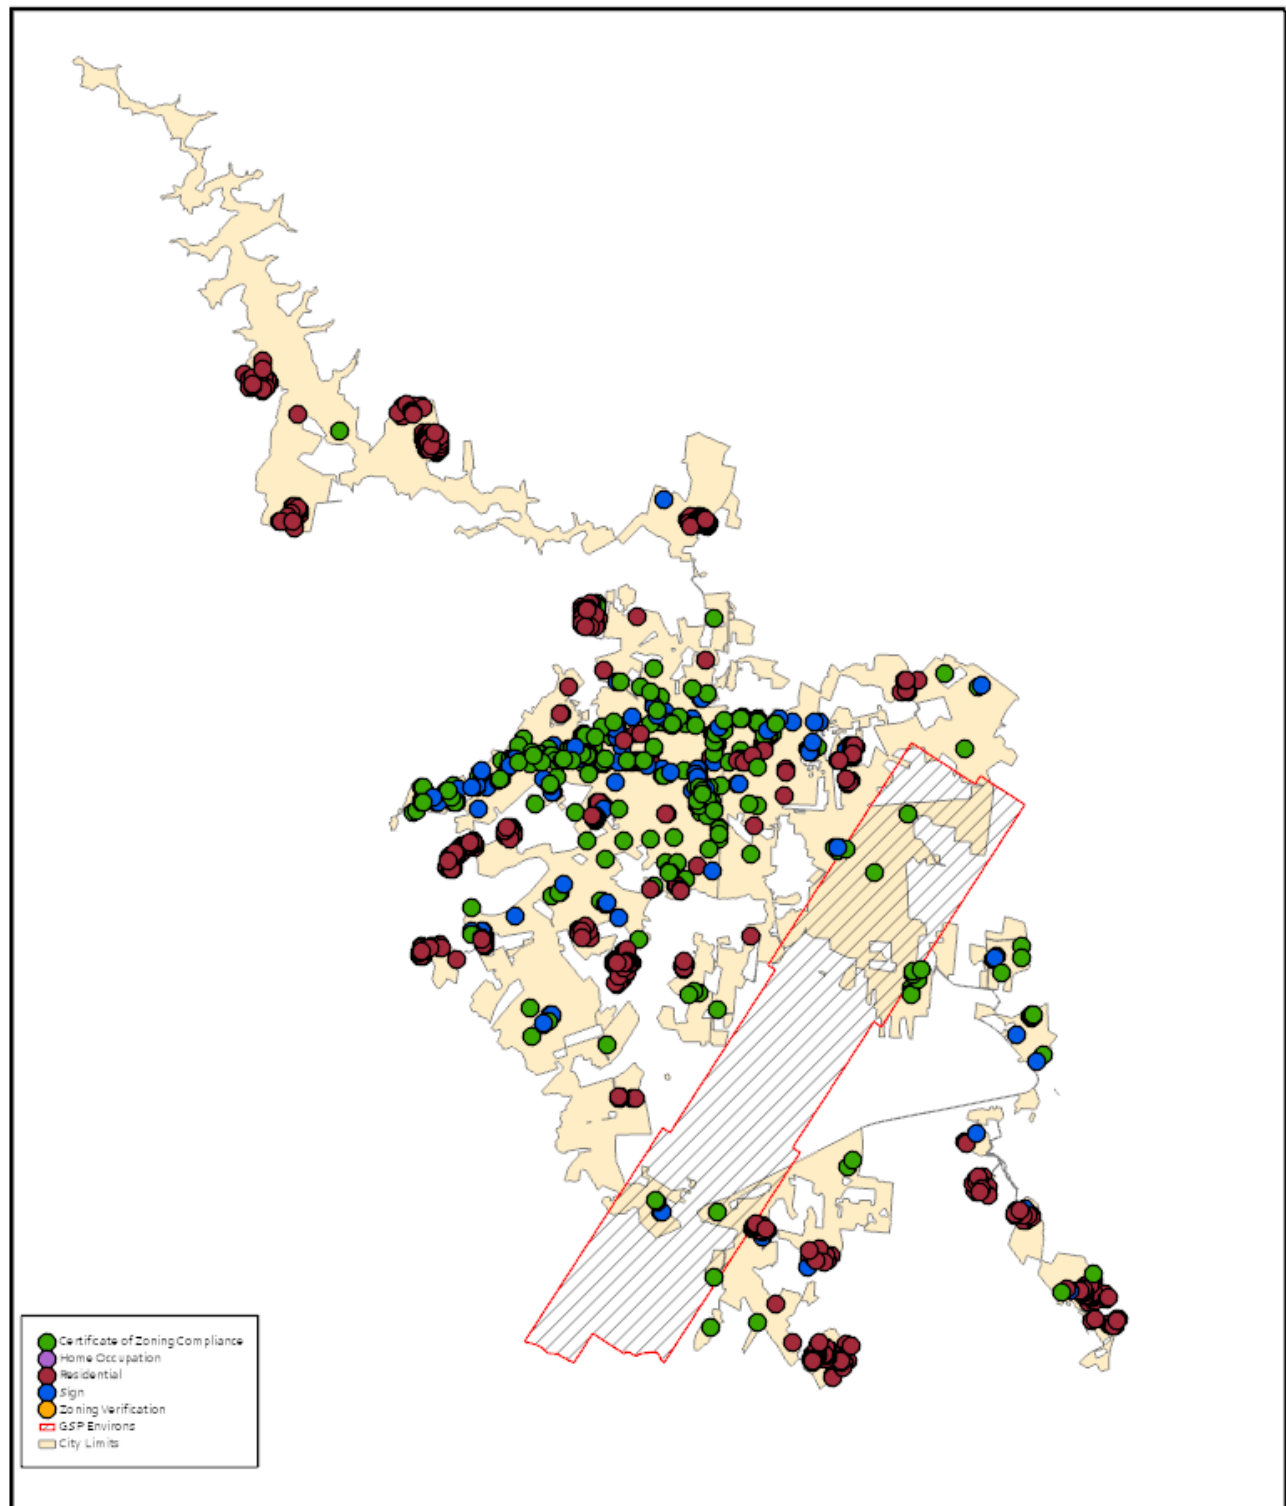 Certificate of Zoning Compliance
Home Occupation
Residential
Sign
Zoning Verification
GSP Environs
City Limits